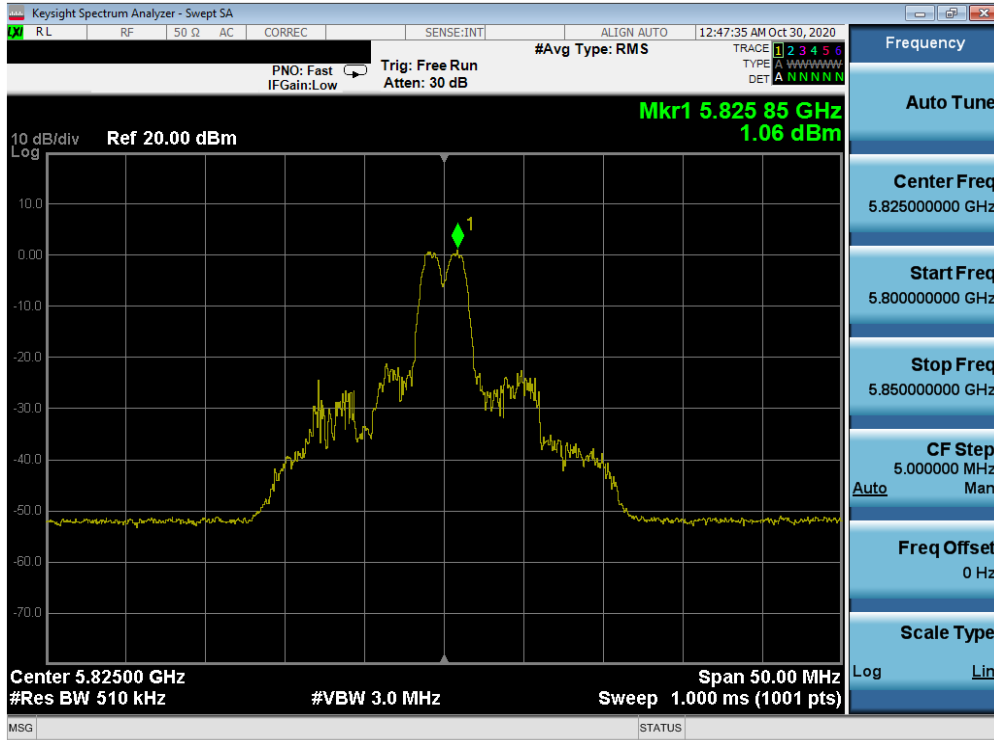 Keysight Spectrum Analyzer - Swept SA
LXI RL RF 50 Ω AC CORREC SENSE:INT ALIGN AUTO 12:47:35 AM Oct 30, 2020
#Avg Type: RMS TRACE 1 2 3 4 5 6
TYPE A WWWWW
PNO: Fast Trig: Free Run DET A N N N N N
IFGain:Low Atten: 30 dB
Mkr1 5.825 85 GHz
1.06 dBm
10 dB/div Ref 20.00 dBm
Log
10.0
0.00
-10.0
-20.0
-30.0
-40.0
-50.0
-60.0
-70.0
1
Center 5.82500 GHz Span 50.00 MHz
#Res BW 510 kHz #VBW 3.0 MHz Sweep 1.000 ms (1001 pts)
MSG STATUS
Frequency
Auto Tune
Center Freq
5.825000000 GHz
Start Freq
5.800000000 GHz
Stop Freq
5.850000000 GHz
CF Step
5.000000 MHz
Auto Man
Freq Offset
0 Hz
Scale Type
Log Lin